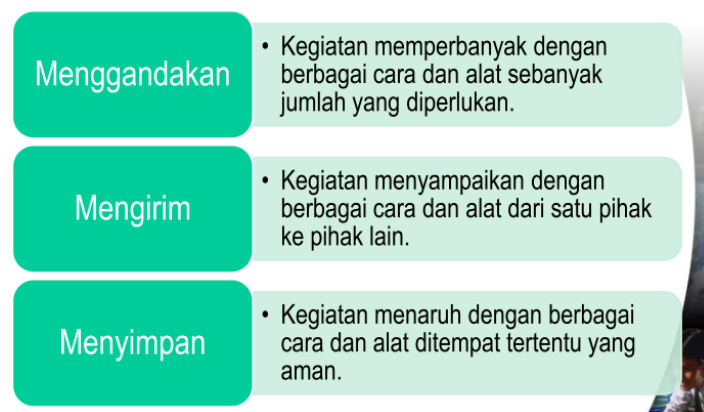 Menggandakan
• Kegiatan memperbanyak dengan
berbagai cara dan alat sebanyak
jumlah yang diperlukan.
Mengirim
• Kegiatan menyampaikan dengan
berbagai cara dan alat dari satu pihak
ke pihak lain.
Menyimpan
• Kegiatan menaruh dengan berbagai
cara dan alat ditempat tertentu yang
aman.